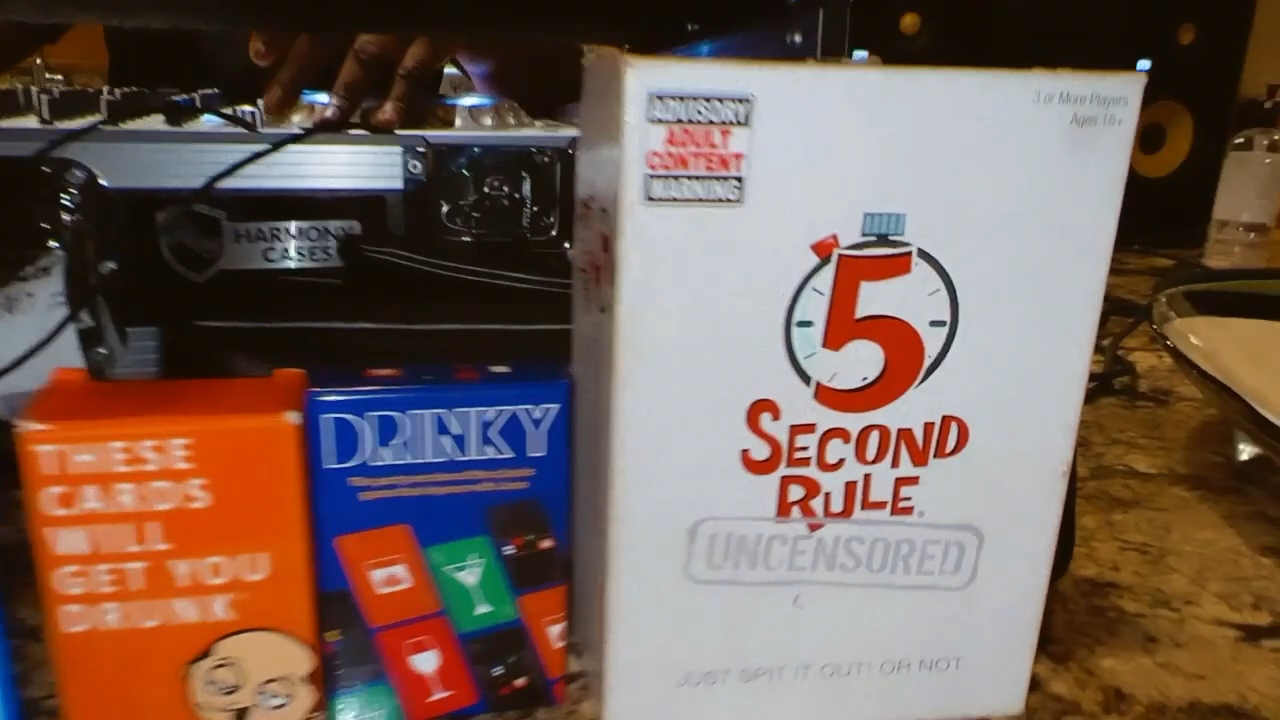 ADVISORY
ADULT
CONTENT
WARNING
3 or More Players
Ages 18+
HARMONY
CASES
5
SECOND
RULE
UNCENSORED
JUST SPIT IT OUT! OR NOT
DRINKY
THESE
CARDS
WILL
GET YOU
DRUNK